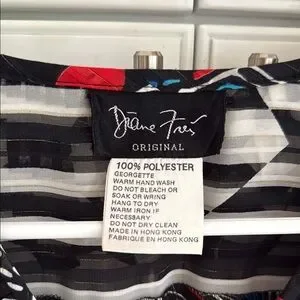 Diane Freis
ORIGINAL
100% POLYESTER
GEORGETTE
WARM HAND WASH
DO NOT BLEACH OR
SOAK OR WRING
HANG TO DRY
WARM IRON IF
NECESSARY
DO NOT DRY CLEAN
MADE IN HONG KONG
FABRIQUE EN HONG KONG